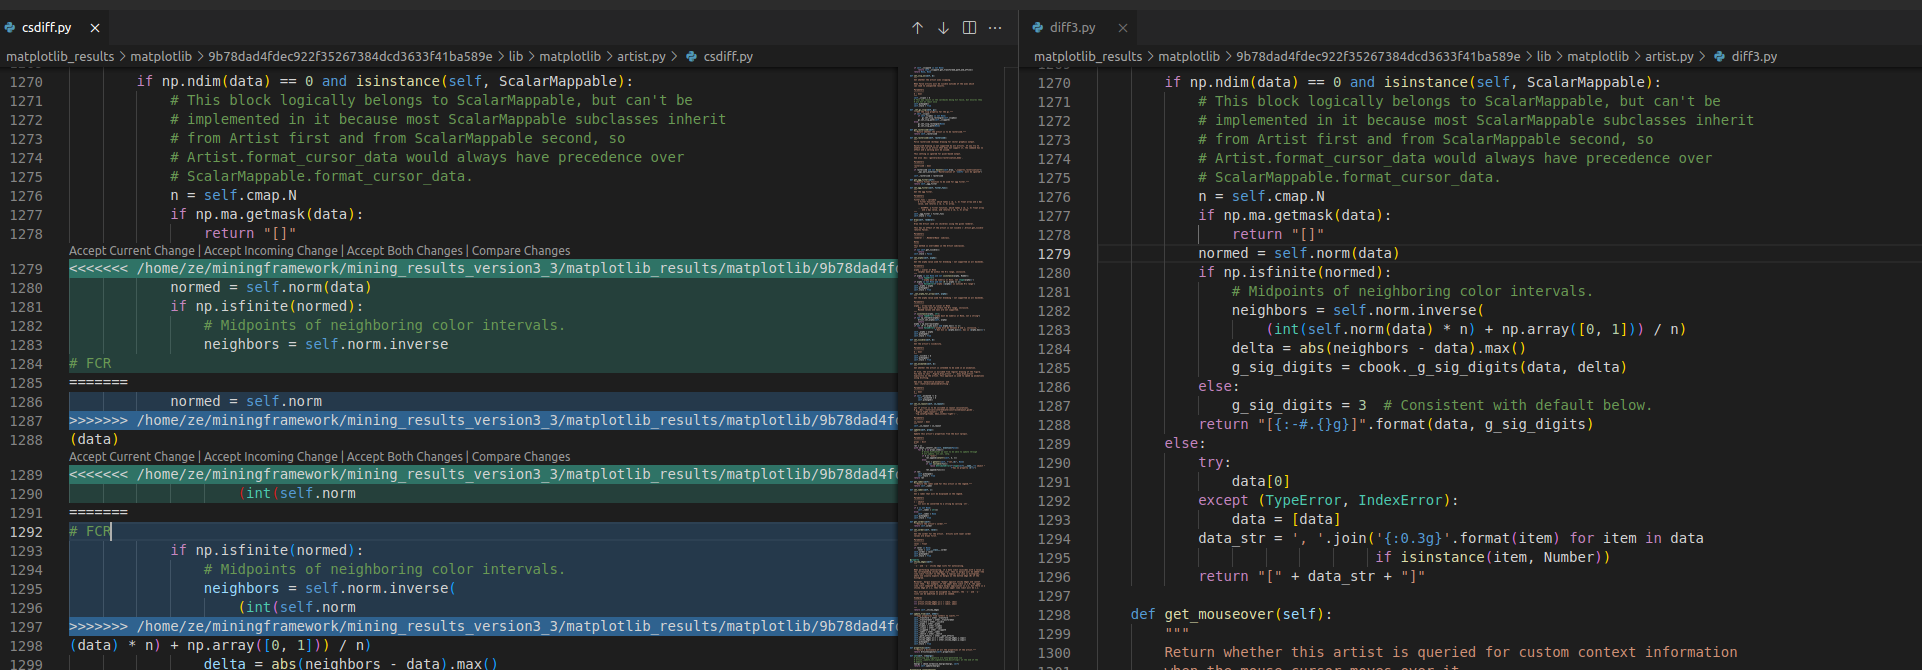 csdiff.py
matplotlib_results > matplotlib > 9b78dad4fdec922f35267384dcd3633f41ba589e > lib > matplotlib > artist.py > csdiff.py
1270 if np.ndim(data) == 0 and isinstance(self, ScalarMappable):
1271 # This block logically belongs to ScalarMappable, but can't be
1272 # implemented in it because most ScalarMappable subclasses inherit
1273 # from Artist first and from ScalarMappable second, so
1274 # Artist.format_cursor_data would always have precedence over
1275 # ScalarMappable.format_cursor_data.
1276 n = self.cmap.N
1277 if np.ma.getmask(data):
1278 return "[]"
Accept Current Change | Accept Incoming Change | Accept Both Changes | Compare Changes
1279 <<<<<<< /home/ze/miningframework/mining_results_version3_3/matplotlib_results/matplotlib/9b78dad4f
1280 normed = self.norm(data)
1281 if np.isfinite(normed):
1282 # Midpoints of neighboring color intervals.
1283 neighbors = self.norm.inverse
1284 # FCR
1285 =======
1286 normed = self.norm
1287 >>>>>>> /home/ze/miningframework/mining_results_version3_3/matplotlib_results/matplotlib/9b78dad4f
1288 (data)
Accept Current Change | Accept Incoming Change | Accept Both Changes | Compare Changes
1289 <<<<<<< /home/ze/miningframework/mining_results_version3_3/matplotlib_results/matplotlib/9b78dad4f
1290 (int(self.norm
1291 =======
1292 # FCR
1293 if np.isfinite(normed):
1294 # Midpoints of neighboring color intervals.
1295 neighbors = self.norm.inverse(
1296 (int(self.norm
1297 >>>>>>> /home/ze/miningframework/mining_results_version3_3/matplotlib_results/matplotlib/9b78dad4f
1298 (data) * n) + np.array([0, 1])) / n)
1299 delta = abs(neighbors - data).max()
diff3.py
matplotlib_results > matplotlib > 9b78dad4fdec922f35267384dcd3633f41ba589e > lib > matplotlib > artist.py > diff3.py
1270 if np.ndim(data) == 0 and isinstance(self, ScalarMappable):
1271 # This block logically belongs to ScalarMappable, but can't be
1272 # implemented in it because most ScalarMappable subclasses inherit
1273 # from Artist first and from ScalarMappable second, so
1274 # Artist.format_cursor_data would always have precedence over
1275 # ScalarMappable.format_cursor_data.
1276 n = self.cmap.N
1277 if np.ma.getmask(data):
1278 return "[]"
1279 normed = self.norm(data)
1280 if np.isfinite(normed):
1281 # Midpoints of neighboring color intervals.
1282 neighbors = self.norm.inverse(
1283 (int(self.norm(data) * n) + np.array([0, 1])) / n)
1284 delta = abs(neighbors - data).max()
1285 g_sig_digits = cbook._g_sig_digits(data, delta)
1286 else:
1287 g_sig_digits = 3 # Consistent with default below.
1288 return "[{:-#.{}g}]".format(data, g_sig_digits)
1289 else:
1290 try:
1291 data[0]
1292 except (TypeError, IndexError):
1293 data = [data]
1294 data_str = ', '.join('{:0.3g}'.format(item) for item in data
1295 if isinstance(item, Number))
1296 return "[" + data_str + "]"
1297
1298 def get_mouseover(self):
1299 """
1300 Return whether this artist is queried for custom context information
when the mouse cursor moves over it